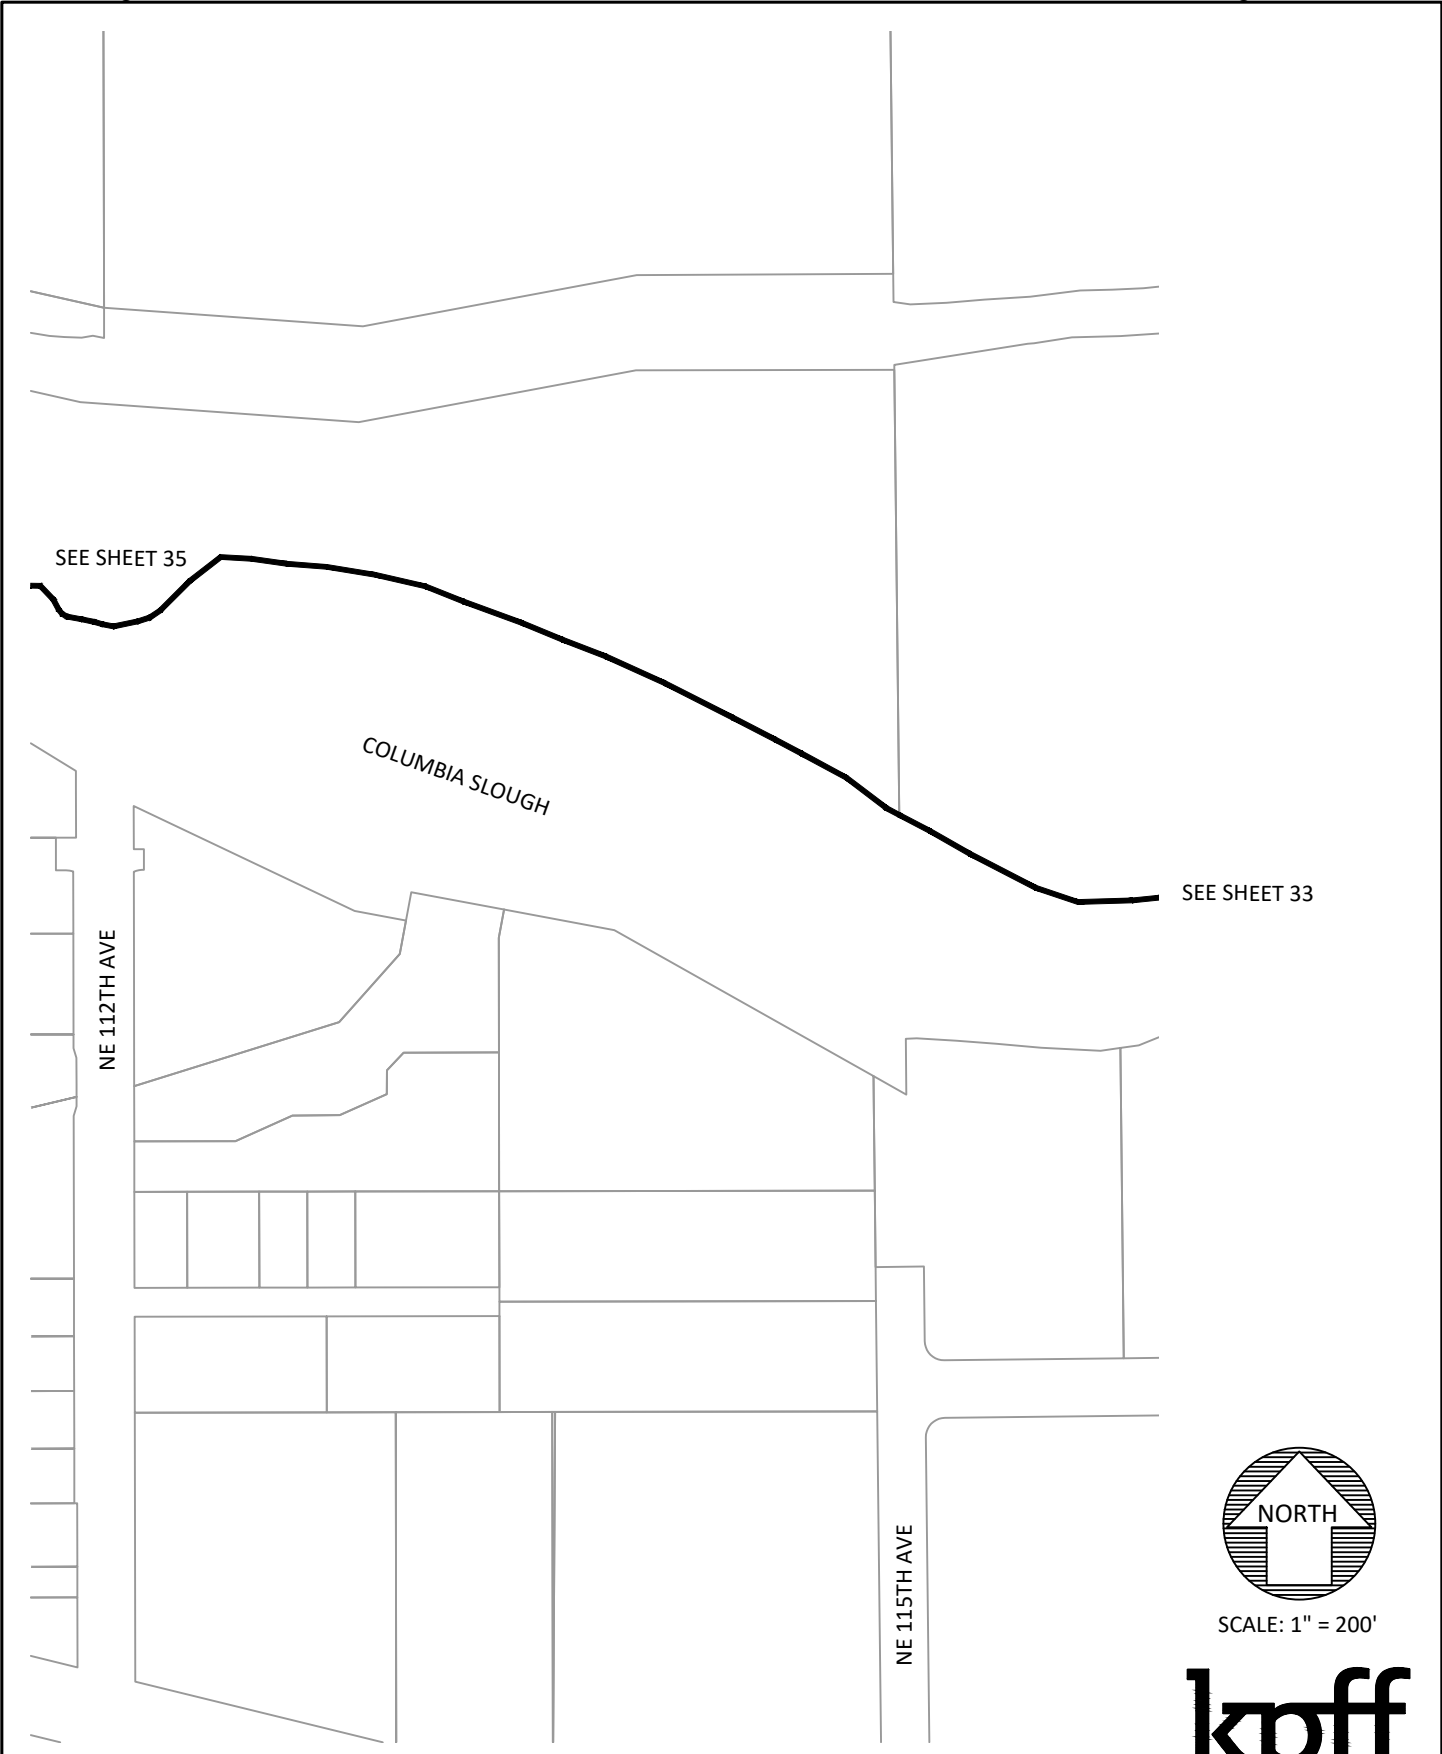 SEE SHEET 35
COLUMBIA SLOUGH
SEE SHEET 33
NE 112TH AVE
NORTH
NE 115TH AVE
SCALE: 1" = 200'
kpff